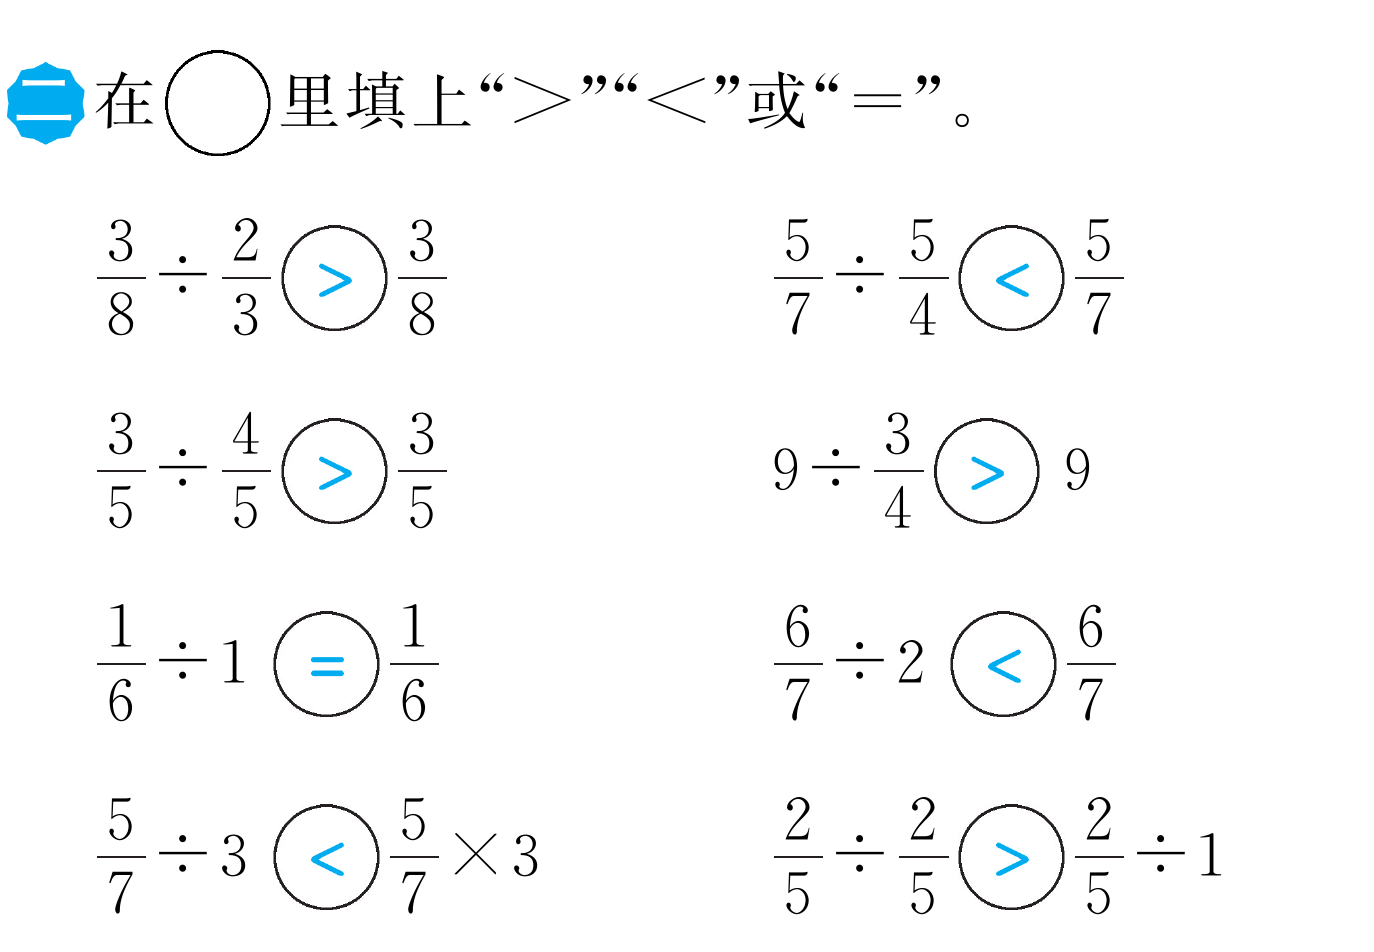 二 在○里填上“>”“<”或“=”。
3/8 ÷ 2/3 > 3/8 5/7 ÷ 5/4 < 5/7
3/5 ÷ 4/5 > 3/5 9 ÷ 3/4 > 9
1/6 ÷ 1 = 1/6 6/7 ÷ 2 < 6/7
5/7 ÷ 3 < 5/7 × 3 2/5 ÷ 2/5 > 2/5 ÷ 1